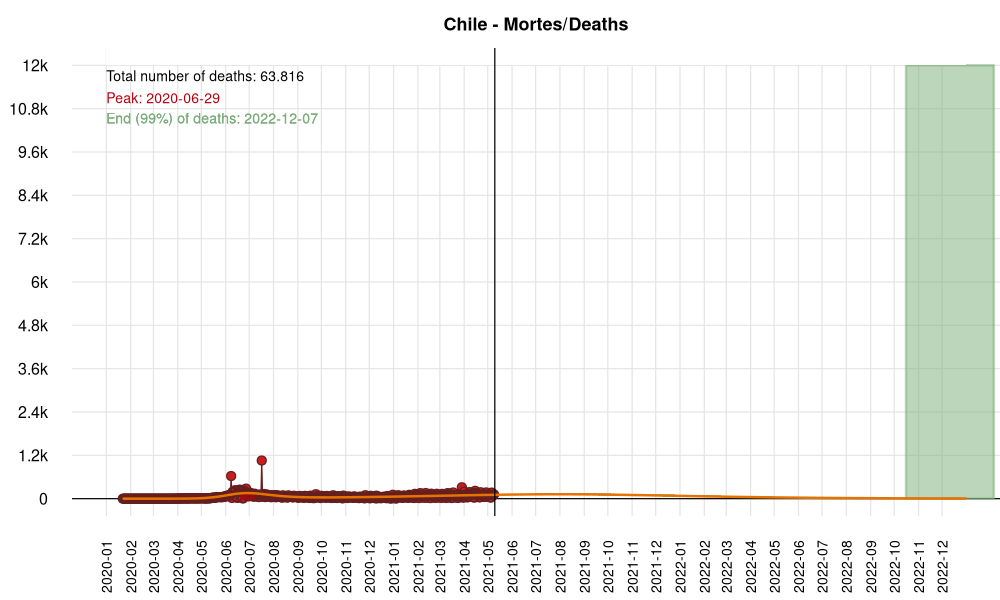 Chile - Mortes/Deaths
Total number of deaths: 63.816
Peak: 2020-06-29
End (99%) of deaths: 2022-12-07
12k
10.8k
9.6k
8.4k
7.2k
6k
4.8k
3.6k
2.4k
1.2k
0
2020-01
2020-02
2020-03
2020-04
2020-05
2020-06
2020-07
2020-08
2020-09
2020-10
2020-11
2020-12
2021-01
2021-02
2021-03
2021-04
2021-05
2021-06
2021-07
2021-08
2021-09
2021-10
2021-11
2021-12
2022-01
2022-02
2022-03
2022-04
2022-05
2022-06
2022-07
2022-08
2022-09
2022-10
2022-11
2022-12